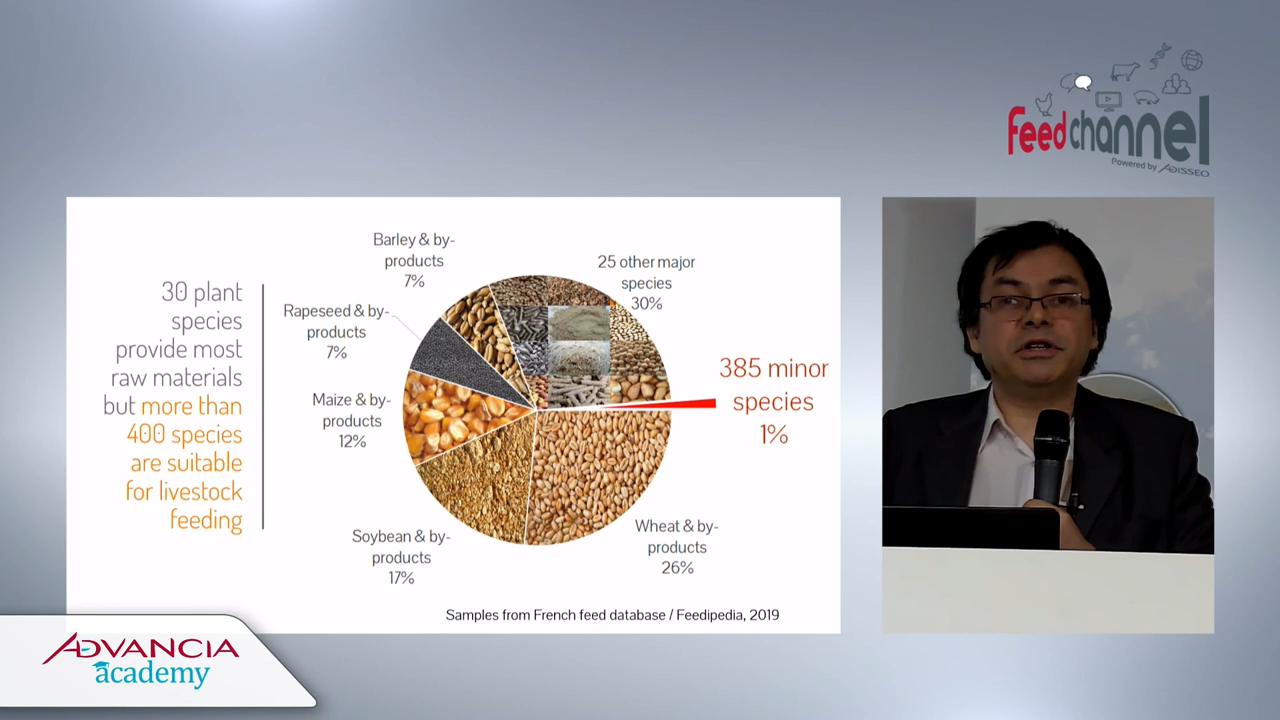 feedchannel
Powered by ADISSEO
30 plant
species
provide most
raw materials
but more than
400 species
are suitable
for livestock
feeding
Barley & by-
products
7%
25 other major
species
30%
Rapeseed & by-
products
7%
Maize & by-
products
12%
385 minor
species
1%
Soybean & by-
products
17%
Wheat & by-
products
26%
Samples from French feed database / Feedipedia, 2019
ADVANCIA
academy